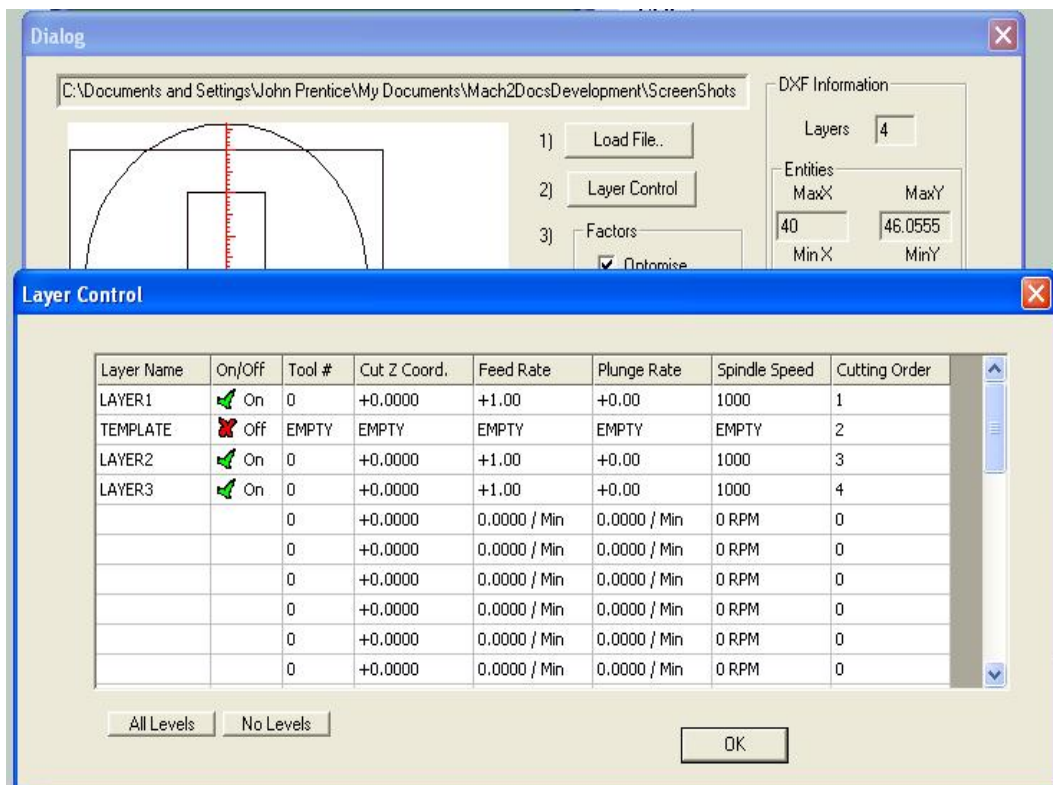 Dialog
C:\Documents and Settings\John Prentice\My Documents\Mach2DocsDevelopment\ScreenShots
DXF Information
1) Load File..
Layers 4
2) Layer Control
Entities
MaxX MaxY
40 46.0555
3) Factors
Optomise
Min X MinY
Layer Control
Layer Name On/Off Tool # Cut Z Coord. Feed Rate Plunge Rate Spindle Speed Cutting Order
LAYER1 On 0 +0.0000 +1.00 +0.00 1000 1
TEMPLATE Off EMPTY EMPTY EMPTY EMPTY EMPTY 2
LAYER2 On 0 +0.0000 +1.00 +0.00 1000 3
LAYER3 On 0 +0.0000 +1.00 +0.00 1000 4
0 +0.0000 0.0000 / Min 0.0000 / Min 0 RPM 0
0 +0.0000 0.0000 / Min 0.0000 / Min 0 RPM 0
0 +0.0000 0.0000 / Min 0.0000 / Min 0 RPM 0
0 +0.0000 0.0000 / Min 0.0000 / Min 0 RPM 0
0 +0.0000 0.0000 / Min 0.0000 / Min 0 RPM 0
0 +0.0000 0.0000 / Min 0.0000 / Min 0 RPM 0
All Levels No Levels
OK